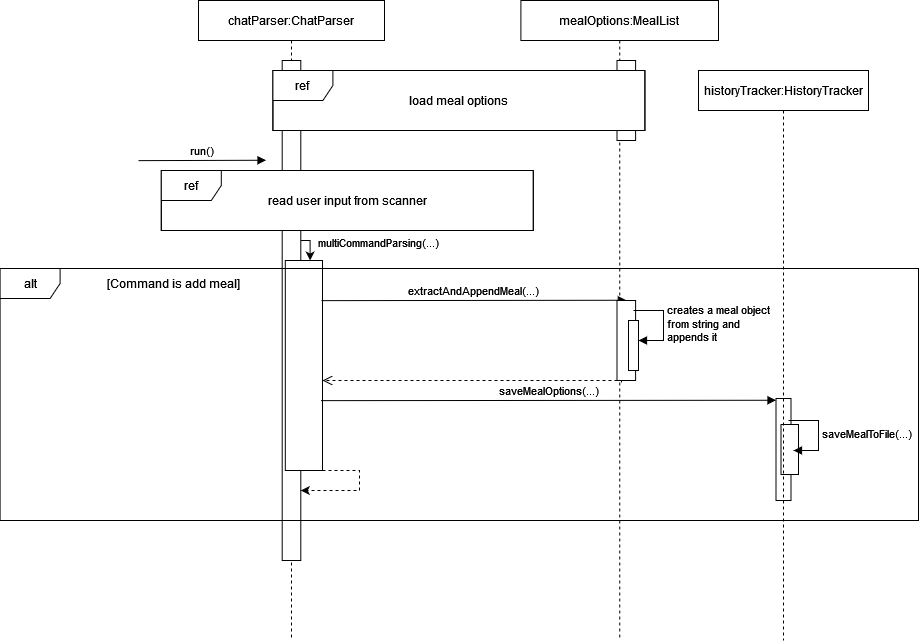 chatParser:ChatParser
mealOptions:MealList
ref
load meal options
historyTracker:HistoryTracker
run()
ref
read user input from scanner
multiCommandParsing(...)
alt
[Command is add meal]
extractAndAppendMeal(...)
creates a meal object
from string and
appends it
saveMealOptions(...)
saveMealToFile(...)